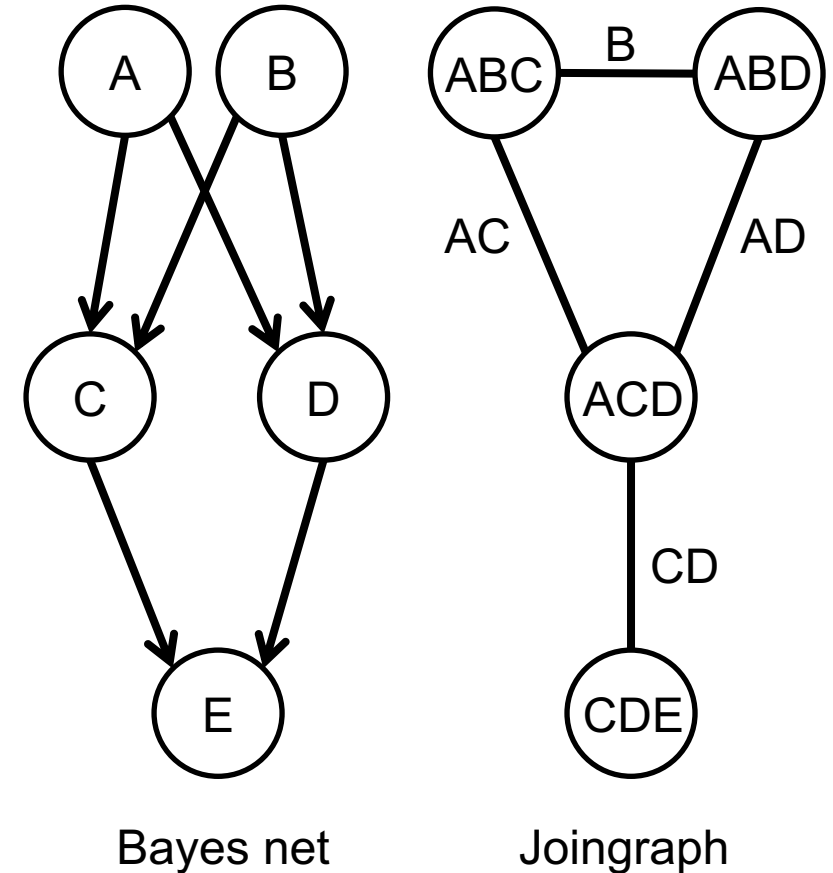 A B
C D
E
Bayes net
ABC B ABD
AC AD
ACD
CD
CDE
Joingraph